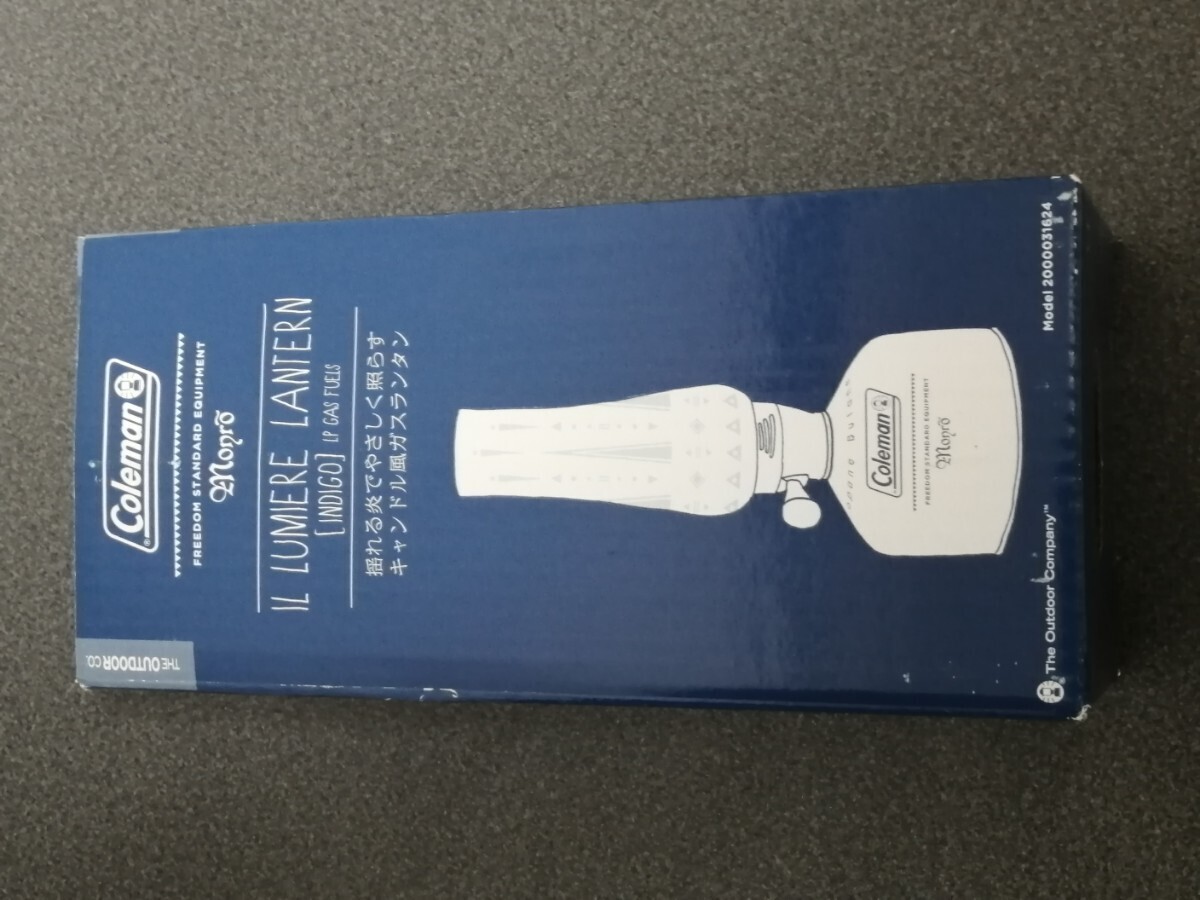 Coleman
FREEDOM STANDARD EQUIPMENT
Monro
IL LUMIERE LANTERN
[INDIGO] LP GAS FUELS
揺れる炎でやさしく照らす
キャンドル風ガスランタン
Coleman
FREEDOM STANDARD EQUIPMENT
Monro
THE OUTDOOR CO.
The Outdoor Company™
Model 2000031624